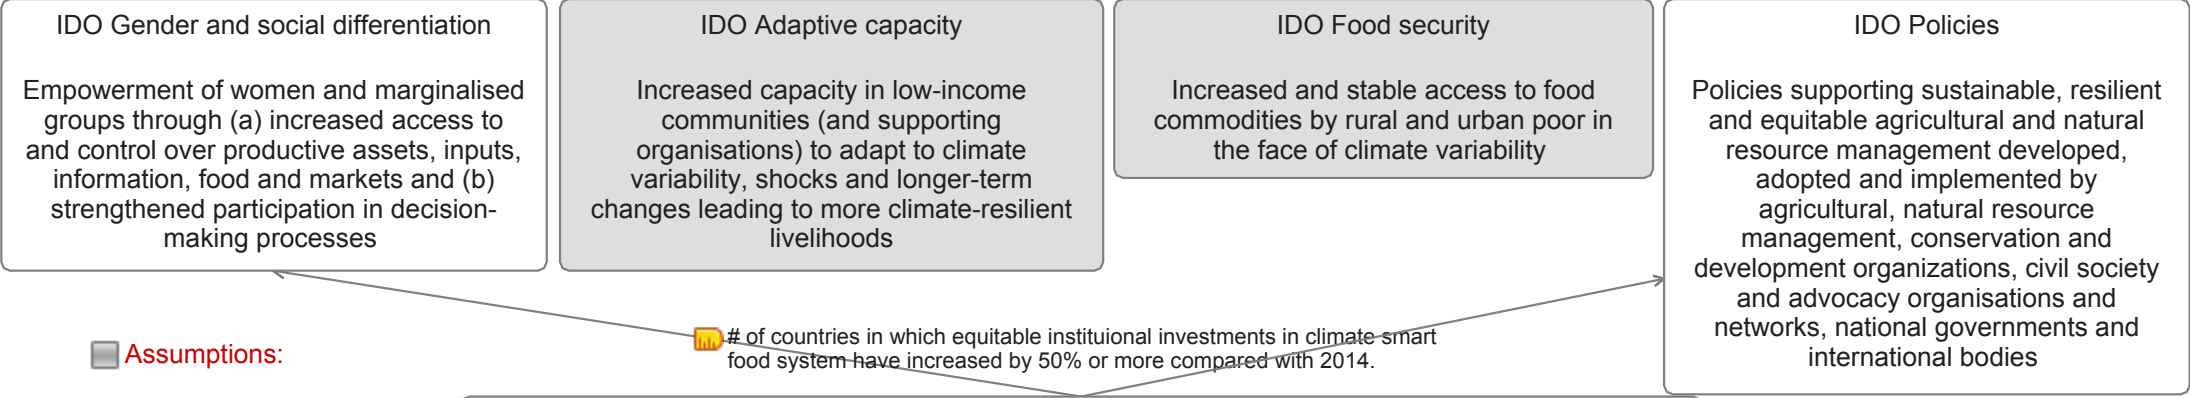 IDO Gender and social differentiation
Empowerment of women and marginalised
groups through (a) increased access to
and control over productive assets, inputs,
information, food and markets and (b)
strengthened participation in decision-
making processes
IDO Adaptive capacity
Increased capacity in low-income
communities (and supporting
organisations) to adapt to climate
variability, shocks and longer-term
changes leading to more climate-resilient
livelihoods
IDO Food security
Increased and stable access to food
commodities by rural and urban poor in
the face of climate variability
IDO Policies
Policies supporting sustainable, resilient
and equitable agricultural and natural
resource management developed,
adopted and implemented by
agricultural, natural resource
management, conservation and
development organizations, civil society
and advocacy organisations and
networks, national governments and
international bodies
Assumptions:
# of countries in which equitable instituional investments in climate smart
food system have increased by 50% or more compared with 2014.